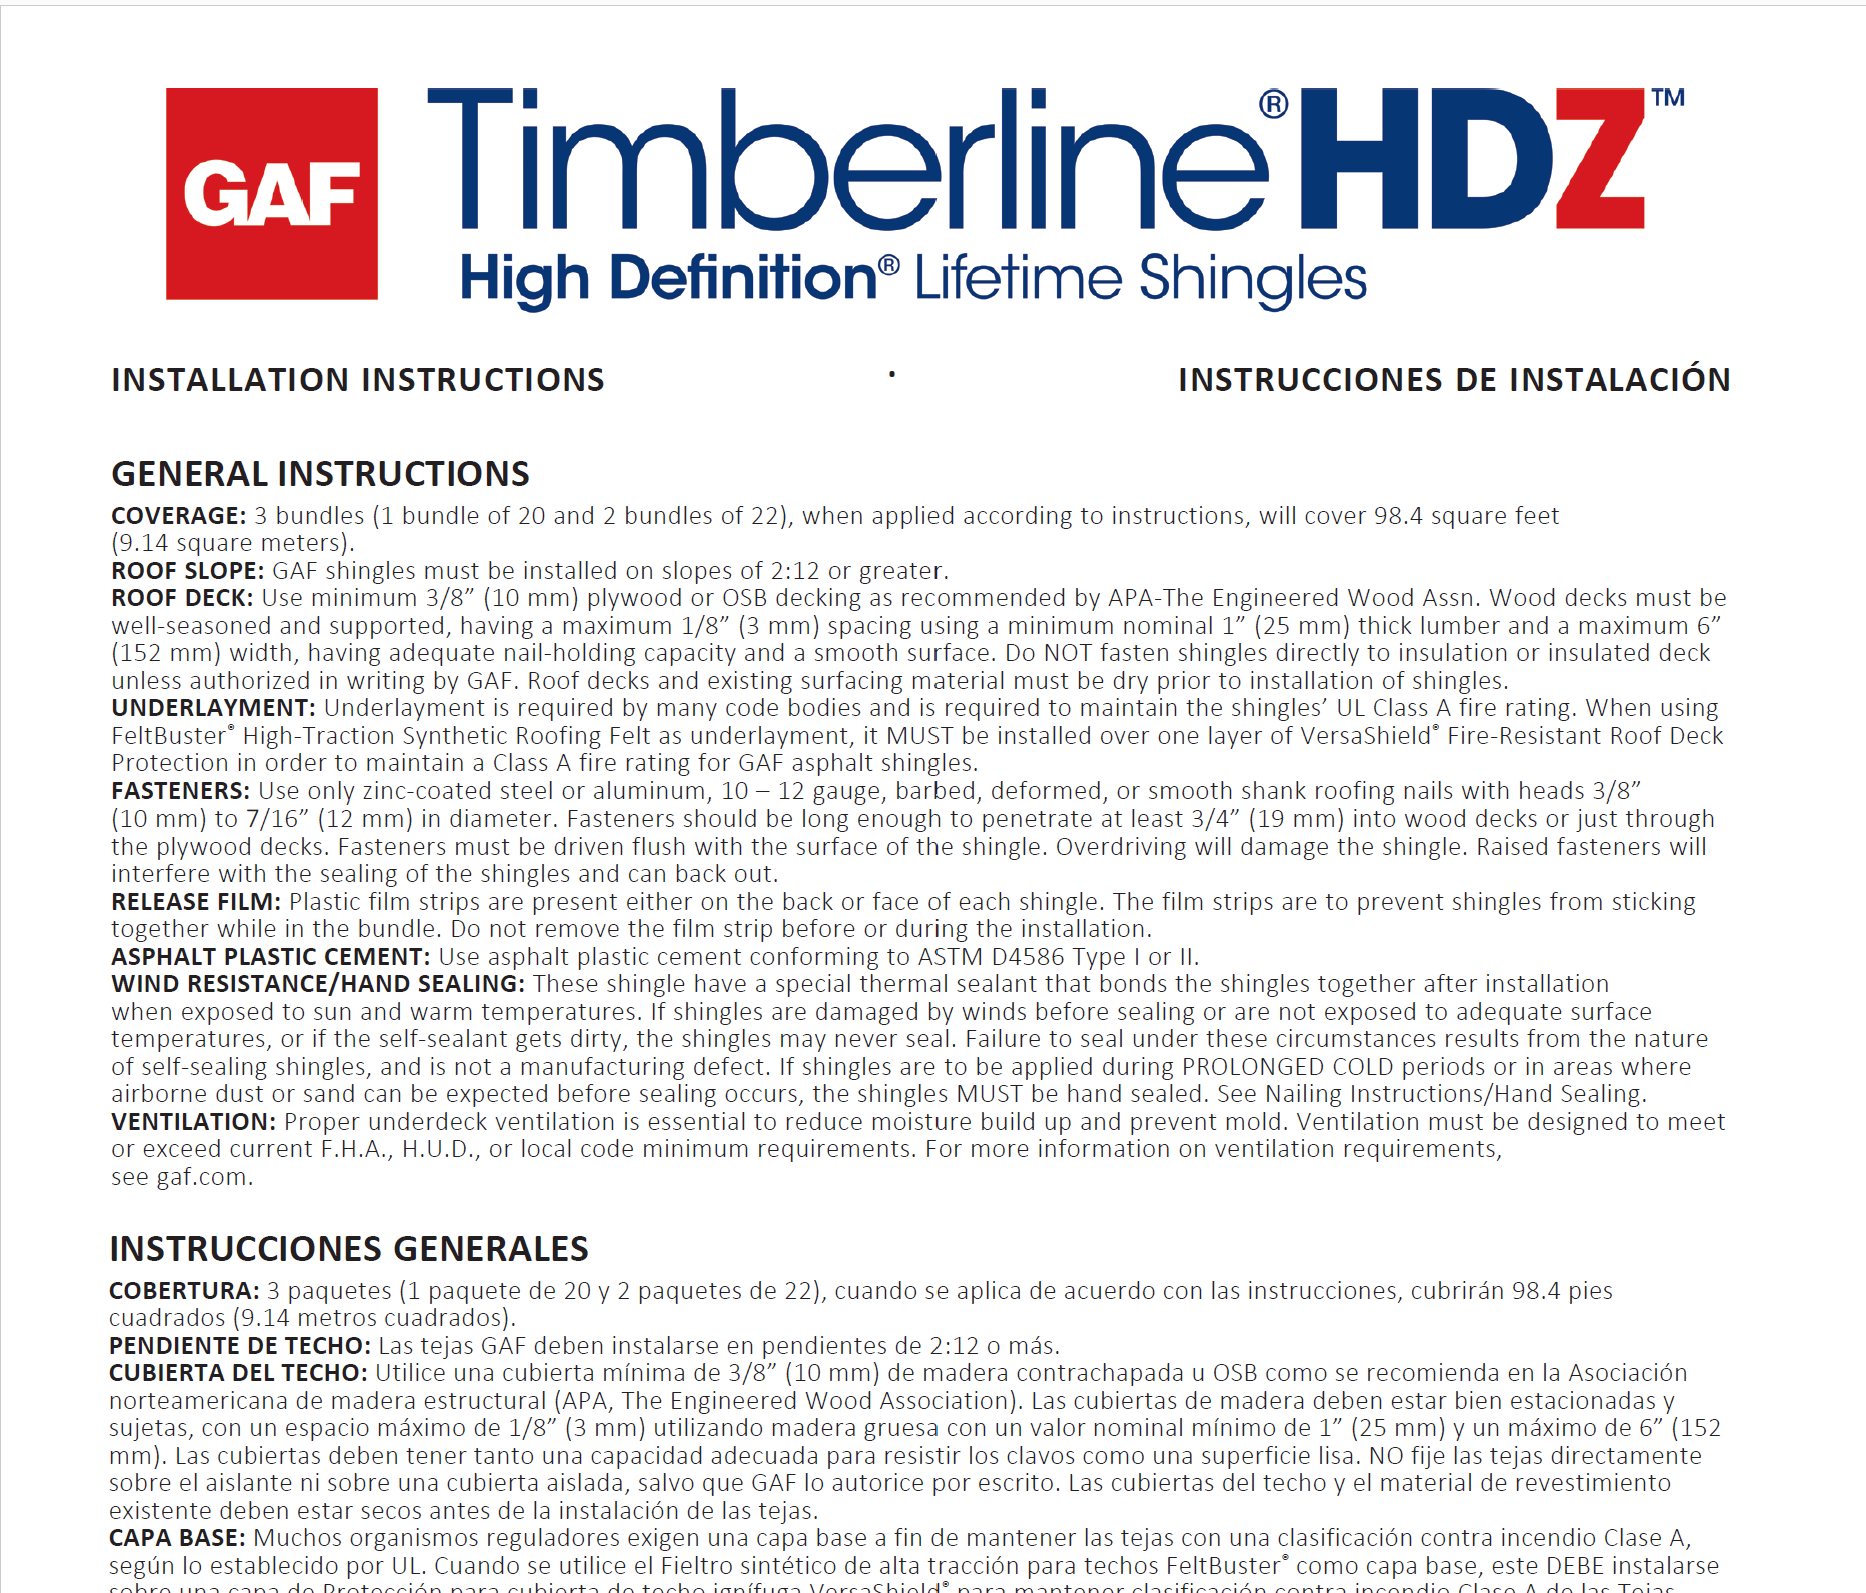 GAF
Timberline® HDZ™
High Definition® Lifetime Shingles
INSTALLATION INSTRUCTIONS . INSTRUCCIONES DE INSTALACIÓN
GENERAL INSTRUCTIONS
COVERAGE: 3 bundles (1 bundle of 20 and 2 bundles of 22), when applied according to instructions, will cover 98.4 square feet
(9.14 square meters).
ROOF SLOPE: GAF shingles must be installed on slopes of 2:12 or greater.
ROOF DECK: Use minimum 3/8” (10 mm) plywood or OSB decking as recommended by APA-The Engineered Wood Assn. Wood decks must be
well-seasoned and supported, having a maximum 1/8” (3 mm) spacing using a minimum nominal 1” (25 mm) thick lumber and a maximum 6”
(152 mm) width, having adequate nail-holding capacity and a smooth surface. Do NOT fasten shingles directly to insulation or insulated deck
unless authorized in writing by GAF. Roof decks and existing surfacing material must be dry prior to installation of shingles.
UNDERLAYMENT: Underlayment is required by many code bodies and is required to maintain the shingles’ UL Class A fire rating. When using
FeltBuster® High-Traction Synthetic Roofing Felt as underlayment, it MUST be installed over one layer of VersaShield® Fire-Resistant Roof Deck
Protection in order to maintain a Class A fire rating for GAF asphalt shingles.
FASTENERS: Use only zinc-coated steel or aluminum, 10 – 12 gauge, barbed, deformed, or smooth shank roofing nails with heads 3/8”
(10 mm) to 7/16” (12 mm) in diameter. Fasteners should be long enough to penetrate at least 3/4” (19 mm) into wood decks or just through
the plywood decks. Fasteners must be driven flush with the surface of the shingle. Overdriving will damage the shingle. Raised fasteners will
interfere with the sealing of the shingles and can back out.
RELEASE FILM: Plastic film strips are present either on the back or face of each shingle. The film strips are to prevent shingles from sticking
together while in the bundle. Do not remove the film strip before or during the installation.
ASPHALT PLASTIC CEMENT: Use asphalt plastic cement conforming to ASTM D4586 Type I or II.
WIND RESISTANCE/HAND SEALING: These shingle have a special thermal sealant that bonds the shingles together after installation
when exposed to sun and warm temperatures. If shingles are damaged by winds before sealing or are not exposed to adequate surface
temperatures, or if the self-sealant gets dirty, the shingles may never seal. Failure to seal under these circumstances results from the nature
of self-sealing shingles, and is not a manufacturing defect. If shingles are to be applied during PROLONGED COLD periods or in areas where
airborne dust or sand can be expected before sealing occurs, the shingles MUST be hand sealed. See Nailing Instructions/Hand Sealing.
VENTILATION: Proper underdeck ventilation is essential to reduce moisture build up and prevent mold. Ventilation must be designed to meet
or exceed current F.H.A., H.U.D., or local code minimum requirements. For more information on ventilation requirements,
see gaf.com.
INSTRUCCIONES GENERALES
COBERTURA: 3 paquetes (1 paquete de 20 y 2 paquetes de 22), cuando se aplica de acuerdo con las instrucciones, cubrirán 98.4 pies
cuadrados (9.14 metros cuadrados).
PENDIENTE DE TECHO: Las tejas GAF deben instalarse en pendientes de 2:12 o más.
CUBIERTA DEL TECHO: Utilice una cubierta mínima de 3/8” (10 mm) de madera contrachapada u OSB como se recomienda en la Asociación
norteamericana de madera estructural (APA, The Engineered Wood Association). Las cubiertas de madera deben estar bien estacionadas y
sujetas, con un espacio máximo de 1/8” (3 mm) utilizando madera gruesa con un valor nominal mínimo de 1” (25 mm) y un máximo de 6” (152
mm). Las cubiertas deben tener tanto una capacidad adecuada para resistir los clavos como una superficie lisa. NO fije las tejas directamente
sobre el aislante ni sobre una cubierta aislada, salvo que GAF lo autorice por escrito. Las cubiertas del techo y el material de revestimiento
existente deben estar secos antes de la instalación de las tejas.
CAPA BASE: Muchos organismos reguladores exigen una capa base a fin de mantener las tejas con una clasificación contra incendio Clase A,
según lo establecido por UL. Cuando se utilice el Fieltro sintético de alta tracción para techos FeltBuster® como capa base, este DEBE instalarse
sobre una capa de Protección para cubierta de techo ignífuga VersaShield® para mantener clasificación contra incendio Clase A de las Tejas